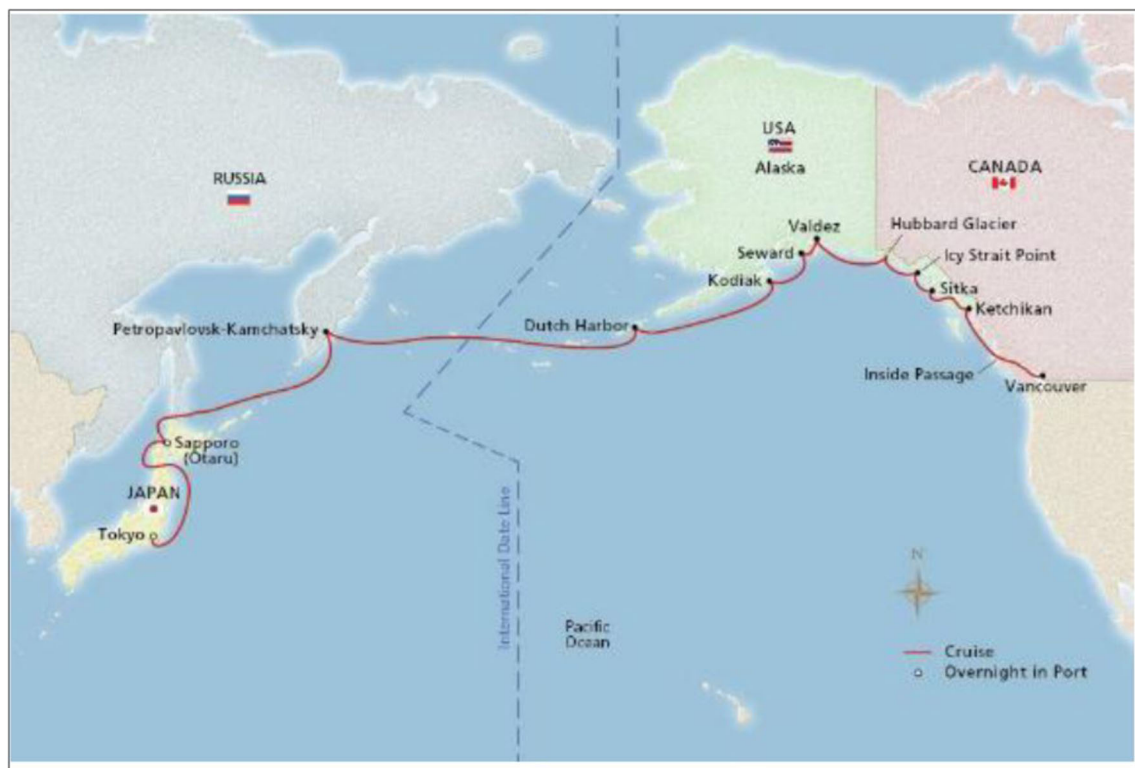 USA
Alaska
RUSSIA
CANADA
Valdez
Hubbard Glacier
Seward
Icy Strait Point
Kodiak
Sitka
Ketchikan
Petropavlovsk-Kamchatsky
Dutch Harbor
Inside Passage
Vancouver
Sapporo
(Otaru)
JAPAN
Tokyo
International Date Line
N
Pacific
Ocean
Cruise
Overnight in Port